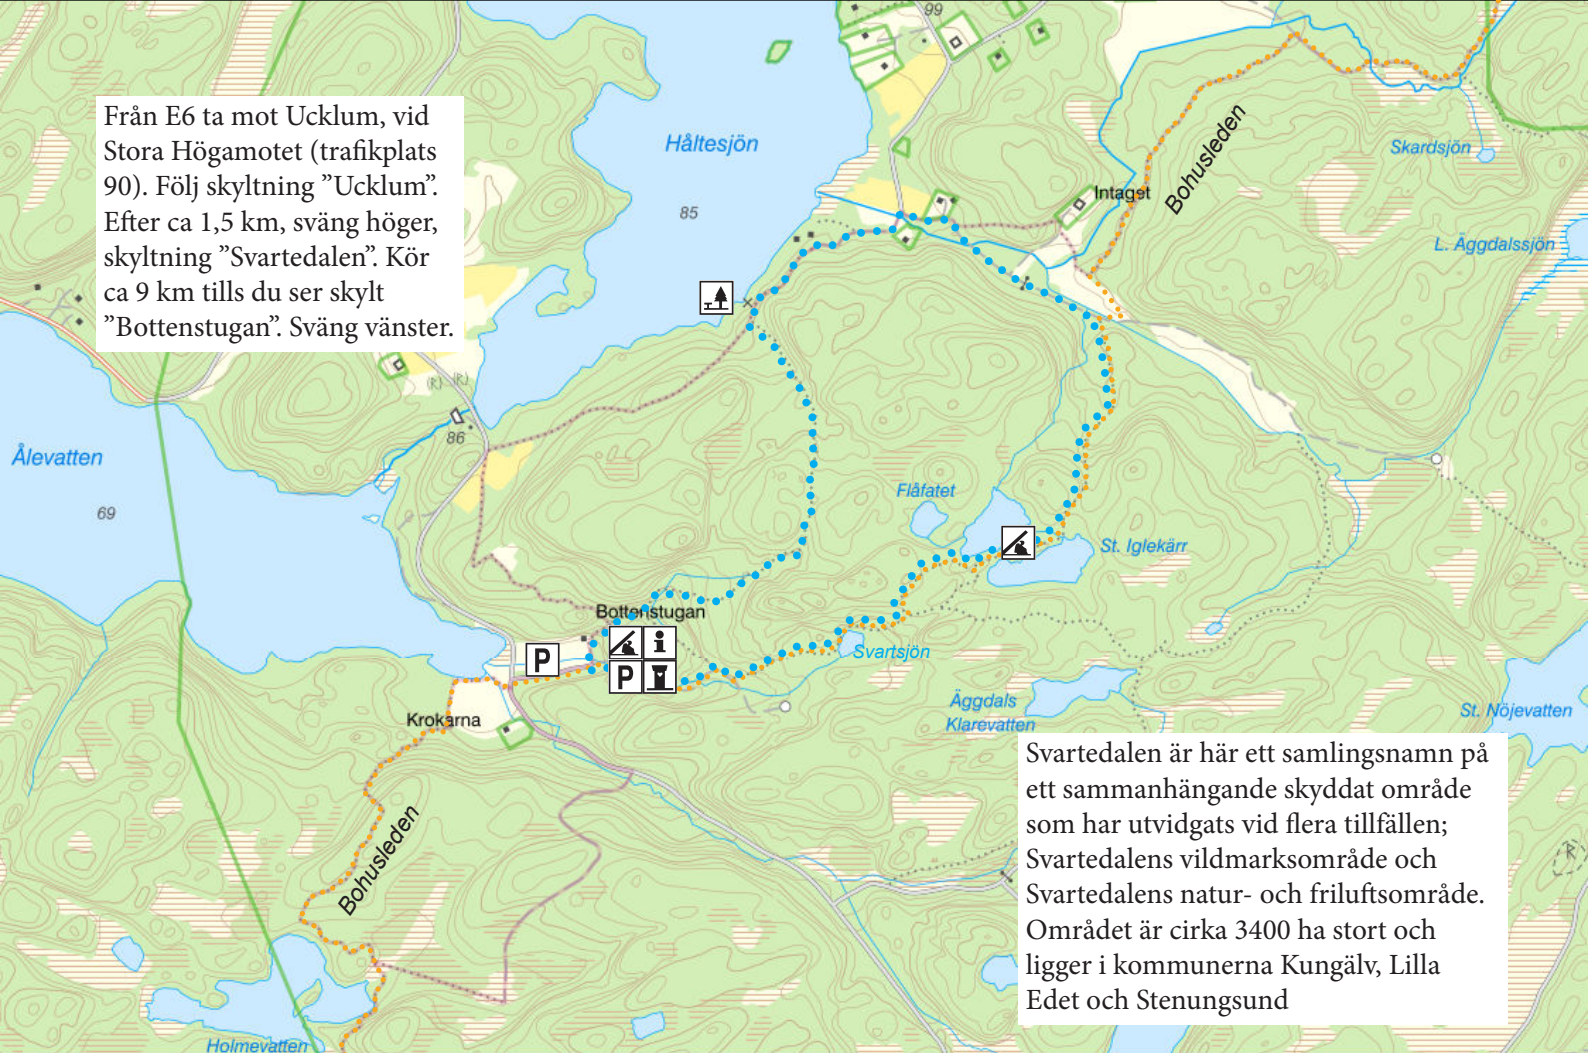 99
Från E6 ta mot Ucklum, vid
Stora Högamotet (trafikplats
90). Följ skyltning ”Ucklum”.
Efter ca 1,5 km, sväng höger,
skyltning ”Svartedalen”. Kör
ca 9 km tills du ser skylt
”Bottenstugan”. Sväng vänster.
Håltesjön
85
Bohusleden
Skardsjön
Intaget
L. Äggdalssjön
(R) (R)
86
Ålevatten
69
Flåfatet
St. Iglekärr
Bottenstugan
i
P
P
Svartsjön
Äggdals
Klarevatten
St. Nöjevatten
Krokarna
Bohusleden
Svartedalen är här ett samlingsnamn på
ett sammanhängande skyddat område
som har utvidgats vid flera tillfällen;
Svartedalens vildmarksområde och
Svartedalens natur- och friluftsområde.
Området är cirka 3400 ha stort och
ligger i kommunerna Kungälv, Lilla
Edet och Stenungsund
R
Holmevatten